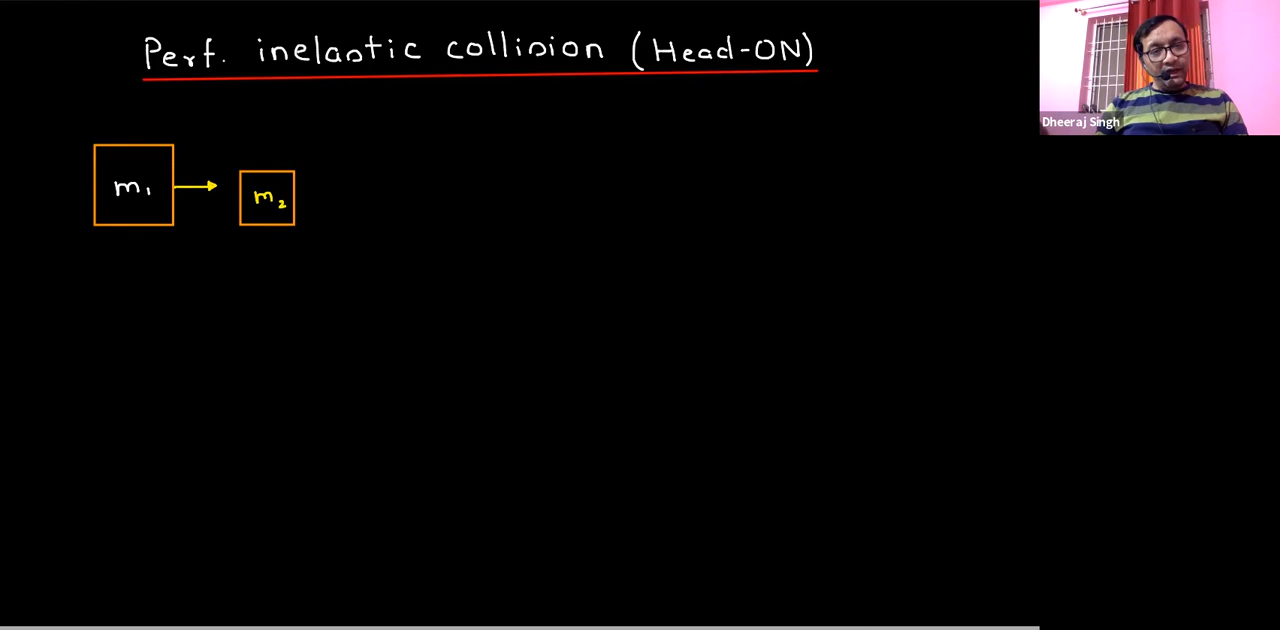 Perf. inelastic collision (Head-ON)
Dheeraj Singh
m₁
m₂